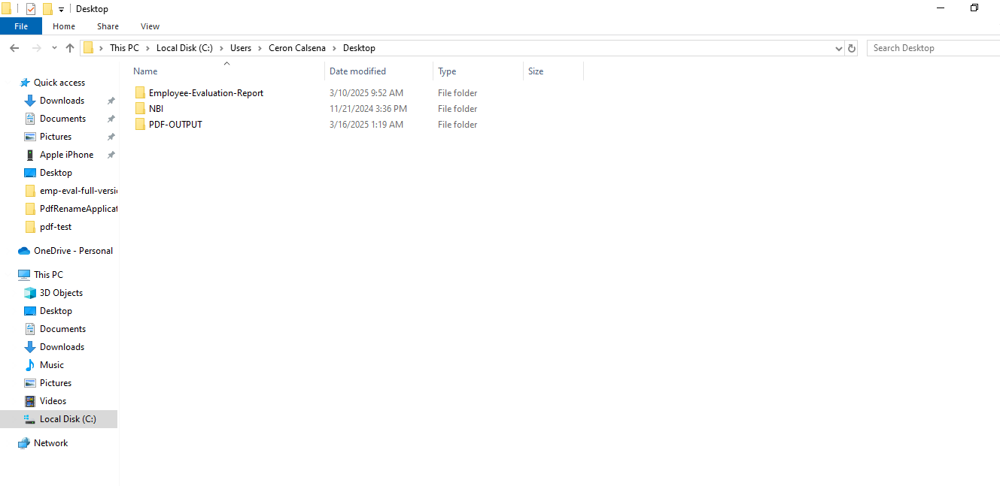 Desktop
File Home Share View
This PC Local Disk (C:) Users Ceron Calsena Desktop
Search Desktop
Name Date modified Type Size
Employee-Evaluation-Report 3/10/2025 9:52 AM File folder
NBI 11/21/2024 3:36 PM File folder
PDF-OUTPUT 3/16/2025 1:19 AM File folder
Quick access
Downloads
Documents
Pictures
Apple iPhone
Desktop
emp-eval-full-versi
PdfRenameApplicat
pdf-test
OneDrive - Personal
This PC
3D Objects
Desktop
Documents
Downloads
Music
Pictures
Videos
Local Disk (C:)
Network